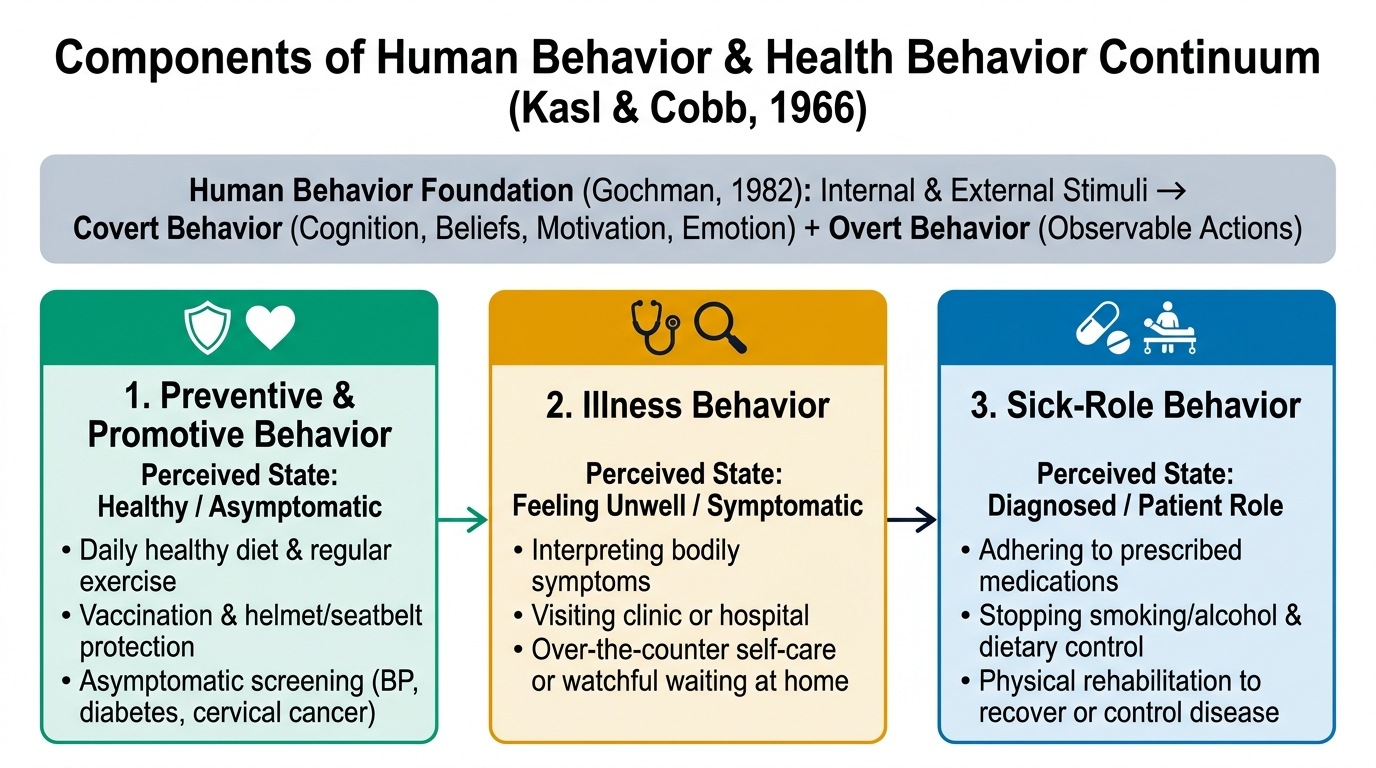 Components of Human Behavior & Health Behavior Continuum
(Kasl & Cobb, 1966)
Human Behavior Foundation (Gochman, 1982): Internal & External Stimuli →
Covert Behavior (Cognition, Beliefs, Motivation, Emotion) + Overt Behavior (Observable Actions)
1. Preventive &
Promotive Behavior
Perceived State:
Healthy / Asymptomatic
• Daily healthy diet & regular
exercise
• Vaccination & helmet/seatbelt
protection
• Asymptomatic screening (BP,
diabetes, cervical cancer)
2. Illness Behavior
Perceived State:
Feeling Unwell / Symptomatic
• Interpreting bodily
symptoms
• Visiting clinic or hospital
• Over-the-counter self-care
or watchful waiting at home
3. Sick-Role Behavior
Perceived State:
Diagnosed / Patient Role
• Adhering to prescribed
medications
• Stopping smoking/alcohol &
dietary control
• Physical rehabilitation to
recover or control disease